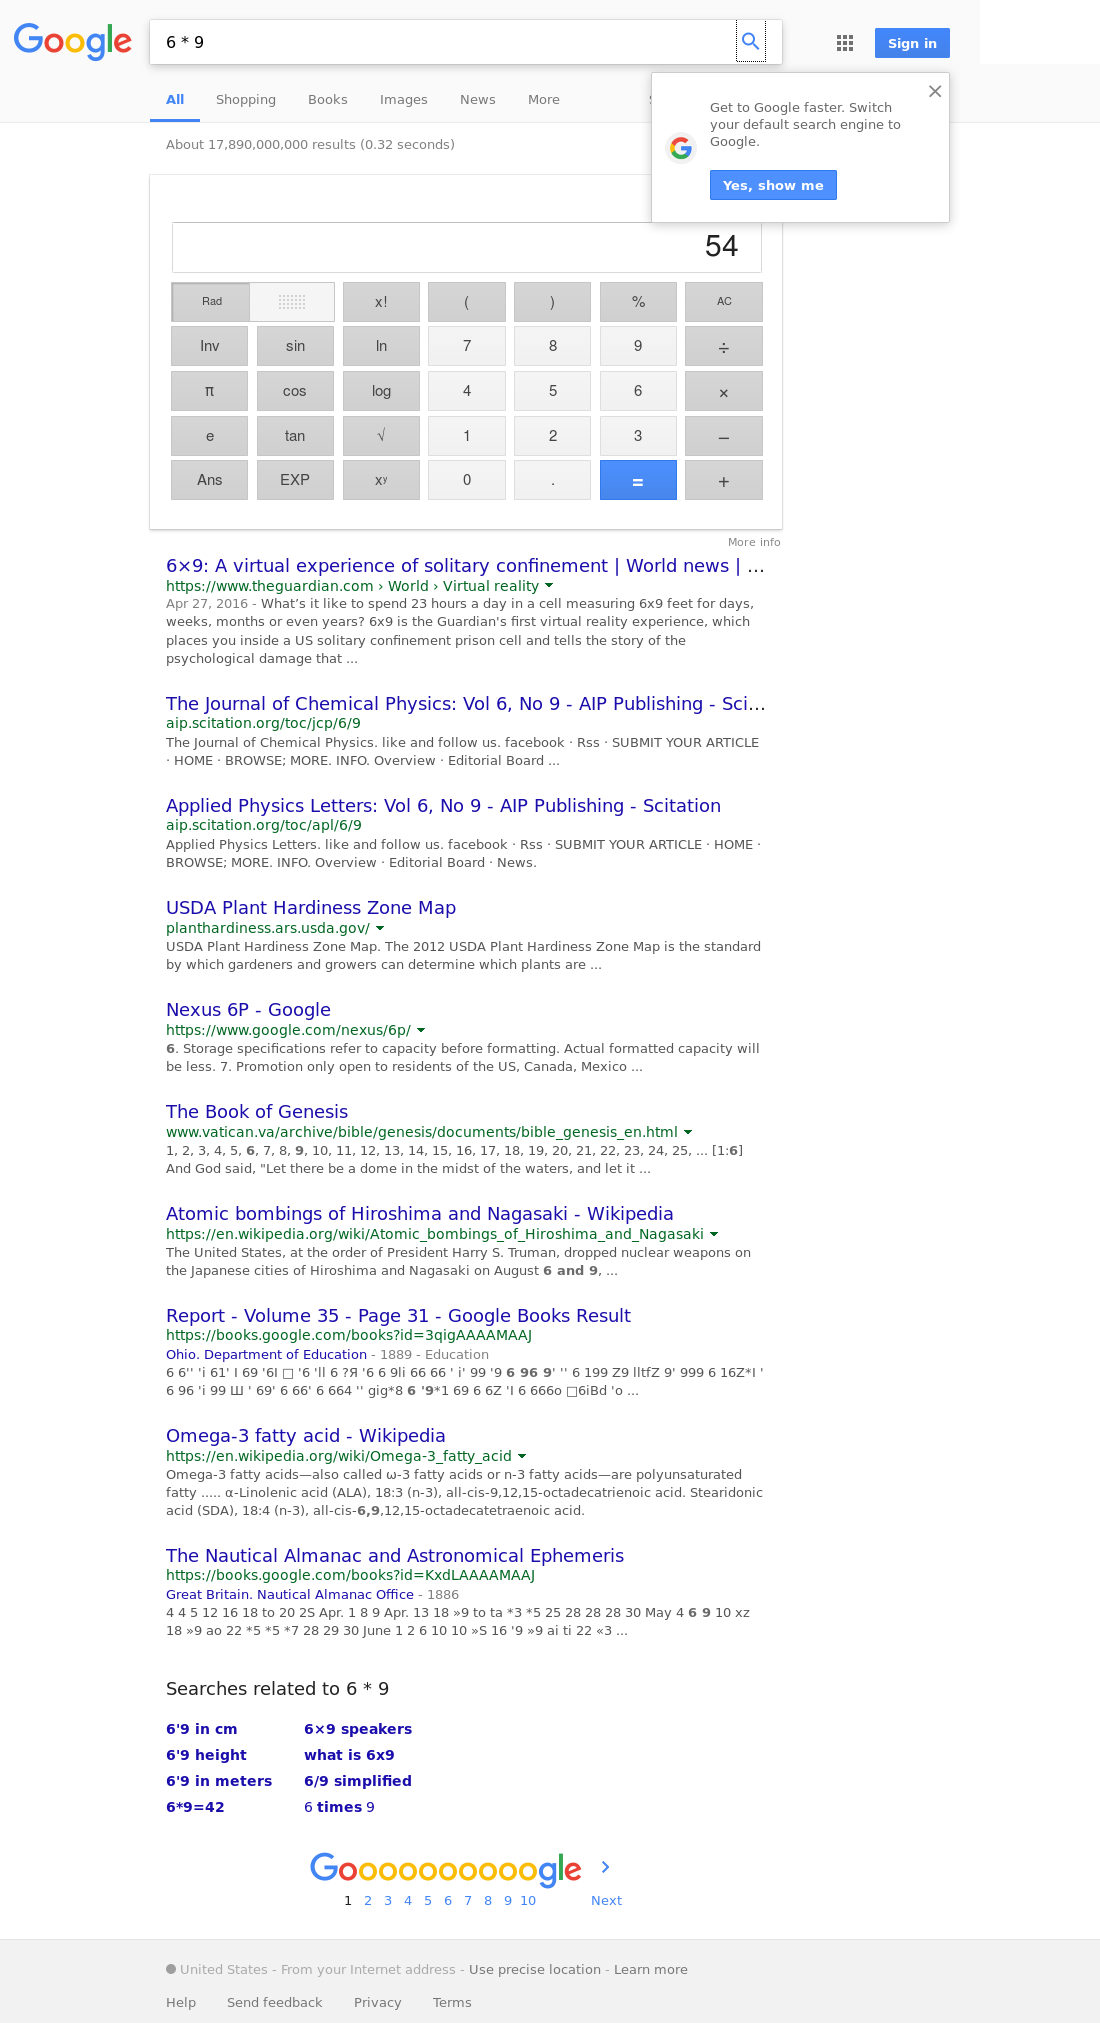 Google
6 * 9
Sign in
All Shopping Books Images News More
Get to Google faster. Switch
your default search engine to
Google.
Yes, show me
About 17,890,000,000 results (0.32 seconds)
54
Rad x! ( ) % AC
Inv sin ln 7 8 9 ÷
π cos log 4 5 6 ×
e tan √ 1 2 3 −
Ans EXP xʸ 0 . = +
More info
6×9: A virtual experience of solitary confinement | World news | ...
https://www.theguardian.com › World › Virtual reality
Apr 27, 2016 - What’s it like to spend 23 hours a day in a cell measuring 6x9 feet for days,
weeks, months or even years? 6x9 is the Guardian's first virtual reality experience, which
places you inside a US solitary confinement prison cell and tells the story of the
psychological damage that ...
The Journal of Chemical Physics: Vol 6, No 9 - AIP Publishing - Sci...
aip.scitation.org/toc/jcp/6/9
The Journal of Chemical Physics. like and follow us. facebook · Rss · SUBMIT YOUR ARTICLE
· HOME · BROWSE; MORE. INFO. Overview · Editorial Board ...
Applied Physics Letters: Vol 6, No 9 - AIP Publishing - Scitation
aip.scitation.org/toc/apl/6/9
Applied Physics Letters. like and follow us. facebook · Rss · SUBMIT YOUR ARTICLE · HOME ·
BROWSE; MORE. INFO. Overview · Editorial Board · News.
USDA Plant Hardiness Zone Map
planthardiness.ars.usda.gov/
USDA Plant Hardiness Zone Map. The 2012 USDA Plant Hardiness Zone Map is the standard
by which gardeners and growers can determine which plants are ...
Nexus 6P - Google
https://www.google.com/nexus/6p/
6. Storage specifications refer to capacity before formatting. Actual formatted capacity will
be less. 7. Promotion only open to residents of the US, Canada, Mexico ...
The Book of Genesis
www.vatican.va/archive/bible/genesis/documents/bible_genesis_en.html
1, 2, 3, 4, 5, 6, 7, 8, 9, 10, 11, 12, 13, 14, 15, 16, 17, 18, 19, 20, 21, 22, 23, 24, 25, ... [1:6]
And God said, "Let there be a dome in the midst of the waters, and let it ...
Atomic bombings of Hiroshima and Nagasaki - Wikipedia
https://en.wikipedia.org/wiki/Atomic_bombings_of_Hiroshima_and_Nagasaki
The United States, at the order of President Harry S. Truman, dropped nuclear weapons on
the Japanese cities of Hiroshima and Nagasaki on August 6 and 9, ...
Report - Volume 35 - Page 31 - Google Books Result
https://books.google.com/books?id=3qigAAAAMAAJ
Ohio. Department of Education - 1889 - Education
6 6'' 'i 61' I 69 '6I □ '6 'll 6 ?Я '6 6 9li 66 66 ' i' 99 '9 6 96 9' '' 6 199 Z9 lltfZ 9' 999 6 16Z*I '
6 96 'i 99 Ш ' 69' 6 66' 6 664 '' gig*8 6 '9*1 69 6 6Z 'I 6 666o □6iBd 'o ...
Omega-3 fatty acid - Wikipedia
https://en.wikipedia.org/wiki/Omega-3_fatty_acid
Omega-3 fatty acids—also called ω-3 fatty acids or n-3 fatty acids—are polyunsaturated
fatty ..... α-Linolenic acid (ALA), 18:3 (n-3), all-cis-9,12,15-octadecatrienoic acid. Stearidonic
acid (SDA), 18:4 (n-3), all-cis-6,9,12,15-octadecatetraenoic acid.
The Nautical Almanac and Astronomical Ephemeris
https://books.google.com/books?id=KxdLAAAAMAAJ
Great Britain. Nautical Almanac Office - 1886
4 4 5 12 16 18 to 20 2S Apr. 1 8 9 Apr. 13 18 »9 to ta *3 *5 25 28 28 28 30 May 4 6 9 10 xz
18 »9 ao 22 *5 *5 *7 28 29 30 June 1 2 6 10 10 »S 16 '9 »9 ai ti 22 «3 ...
Searches related to 6 * 9
6'9 in cm 6×9 speakers
6'9 height what is 6x9
6'9 in meters 6/9 simplified
6*9=42 6 times 9
Goooooooooogle
1 2 3 4 5 6 7 8 9 10 Next
United States - From your Internet address - Use precise location - Learn more
Help Send feedback Privacy Terms